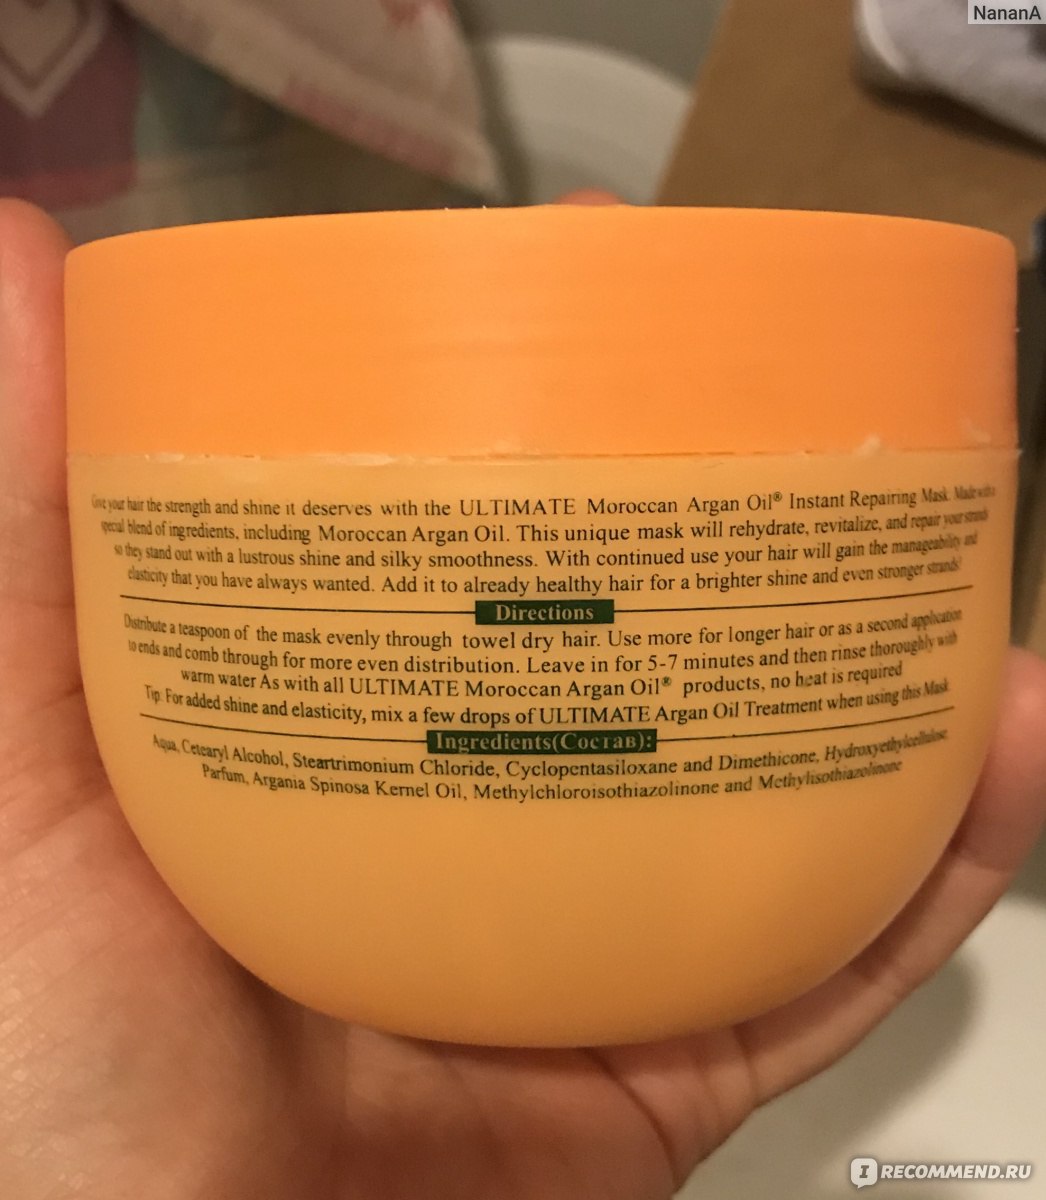 NananA
Give your hair the strength and shine it deserves with the ULTIMATE Moroccan Argan Oil® Instant Repairing Mask. Made with a
special blend of ingredients, including Moroccan Argan Oil. This unique mask will rehydrate, revitalize, and repair your strands
so they stand out with a lustrous shine and silky smoothness. With continued use your hair will gain the manageability and
elasticity that you have always wanted. Add it to already healthy hair for a brighter shine and even stronger strands!
Directions
Distribute a teaspoon of the mask evenly through towel dry hair. Use more for longer hair or as a second application
to ends and comb through for more even distribution. Leave in for 5-7 minutes and then rinse thoroughly with
warm water As with all ULTIMATE Moroccan Argan Oil® products, no heat is required
Tip. For added shine and elasticity, mix a few drops of ULTIMATE Argan Oil Treatment when using this Mask
Ingredients(Состав):
Aqua, Cetearyl Alcohol, Steartrimonium Chloride, Cyclopentasiloxane and Dimethicone, Hydroxyethylcellulose,
Parfum, Argania Spinosa Kernel Oil, Methylchloroisothiazolinone and Methylisothiazolinone
IRECOMMEND.RU